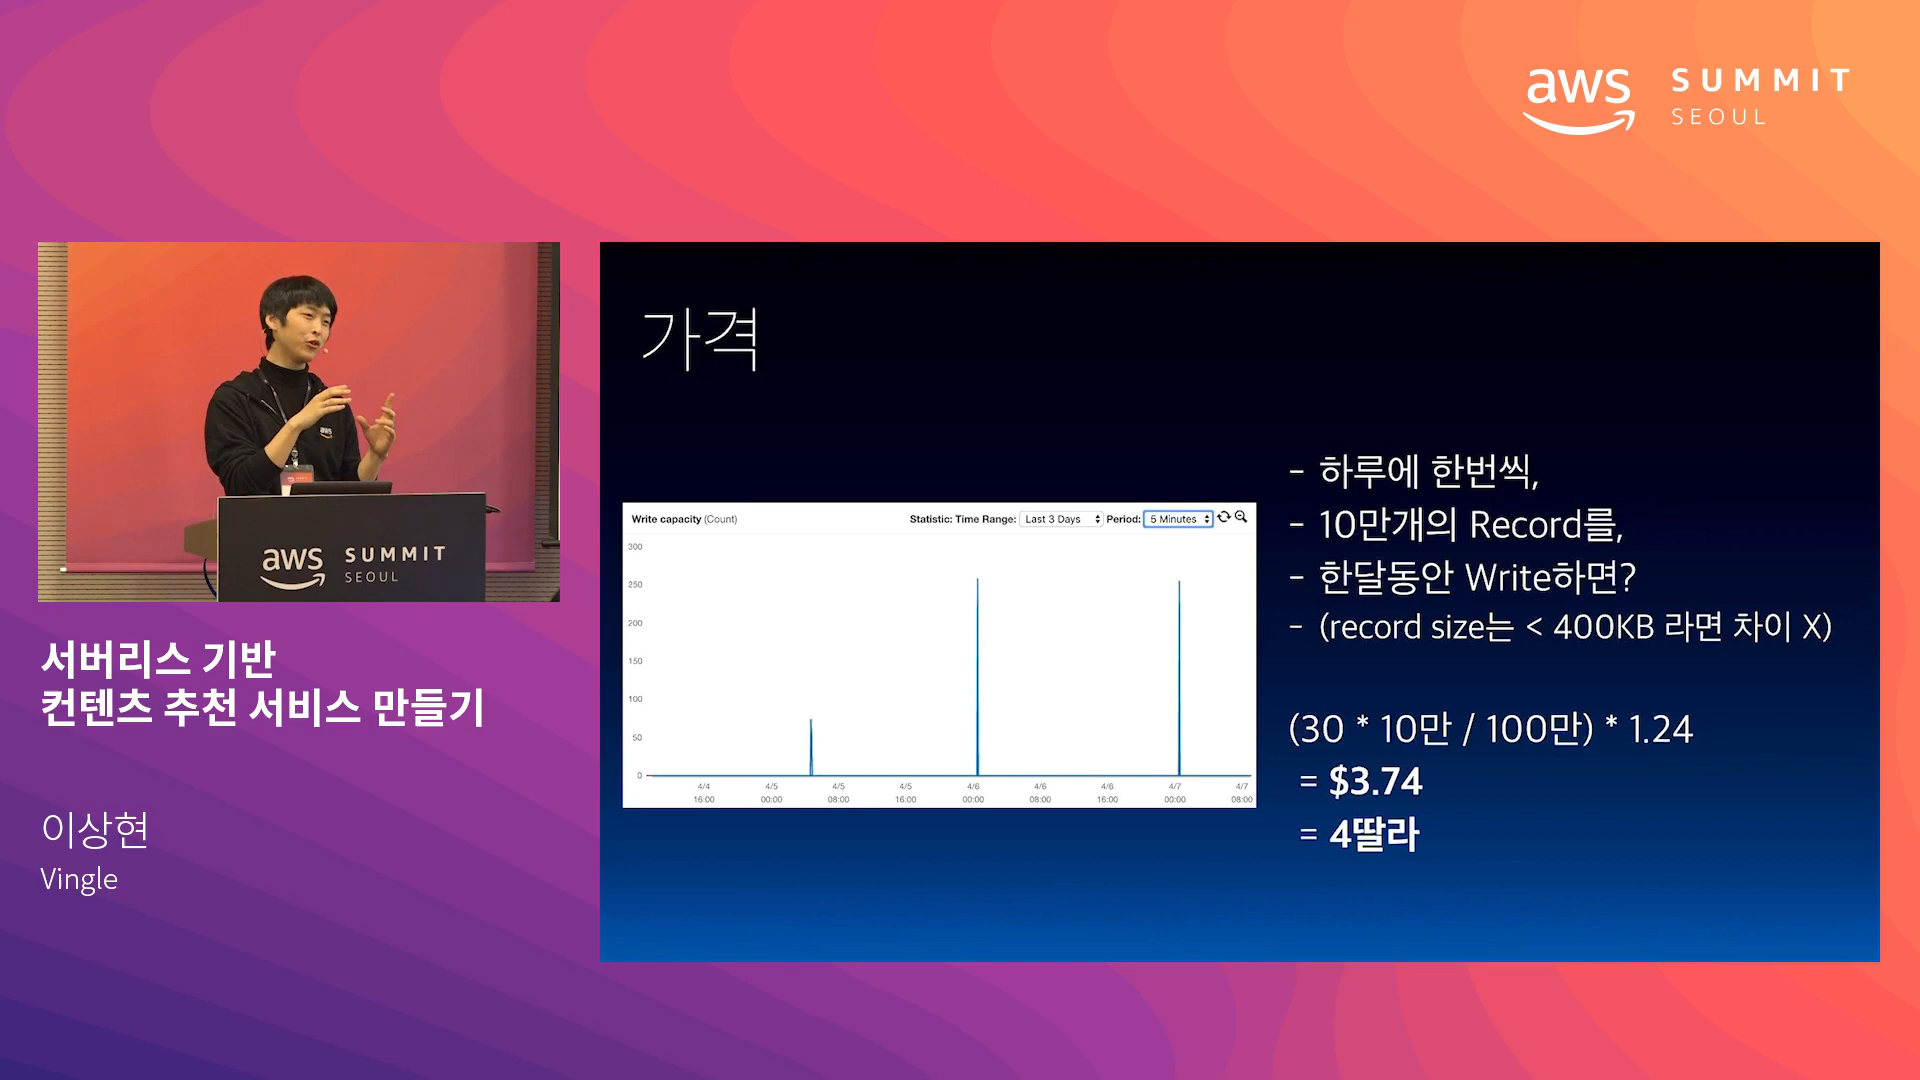 aws SUMMIT
SEOUL
aws
aws SUMMIT
SEOUL
서버리스 기반
컨텐츠 추천 서비스 만들기
이상현
Vingle
가격
Write capacity (Count) Statistic: Time Range: Last 3 Days Period: 5 Minutes
300
250
200
150
100
50
0
4/4 4/5 4/5 4/5 4/6 4/6 4/6 4/7 4/7
16:00 00:00 08:00 16:00 00:00 08:00 16:00 00:00 08:00
- 하루에 한번씩,
- 10만개의 Record를,
- 한달동안 Write하면?
- (record size는 < 400KB 라면 차이 X)
(30 * 10만 / 100만) * 1.24
= $3.74
= 4딸라